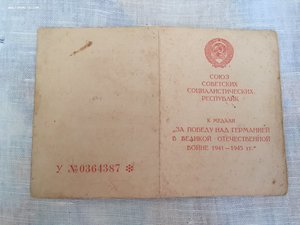 У №0364387 *
СОЮЗ
СОВЕТСКИХ
СОЦИАЛИСТИЧЕСКИХ
РЕСПУБЛИК
К МЕДАЛИ
"ЗА ПОБЕДУ НАД ГЕРМАНИЕЙ
В ВЕЛИКОЙ ОТЕЧЕСТВЕННОЙ
ВОЙНЕ 1941—1945 гг."